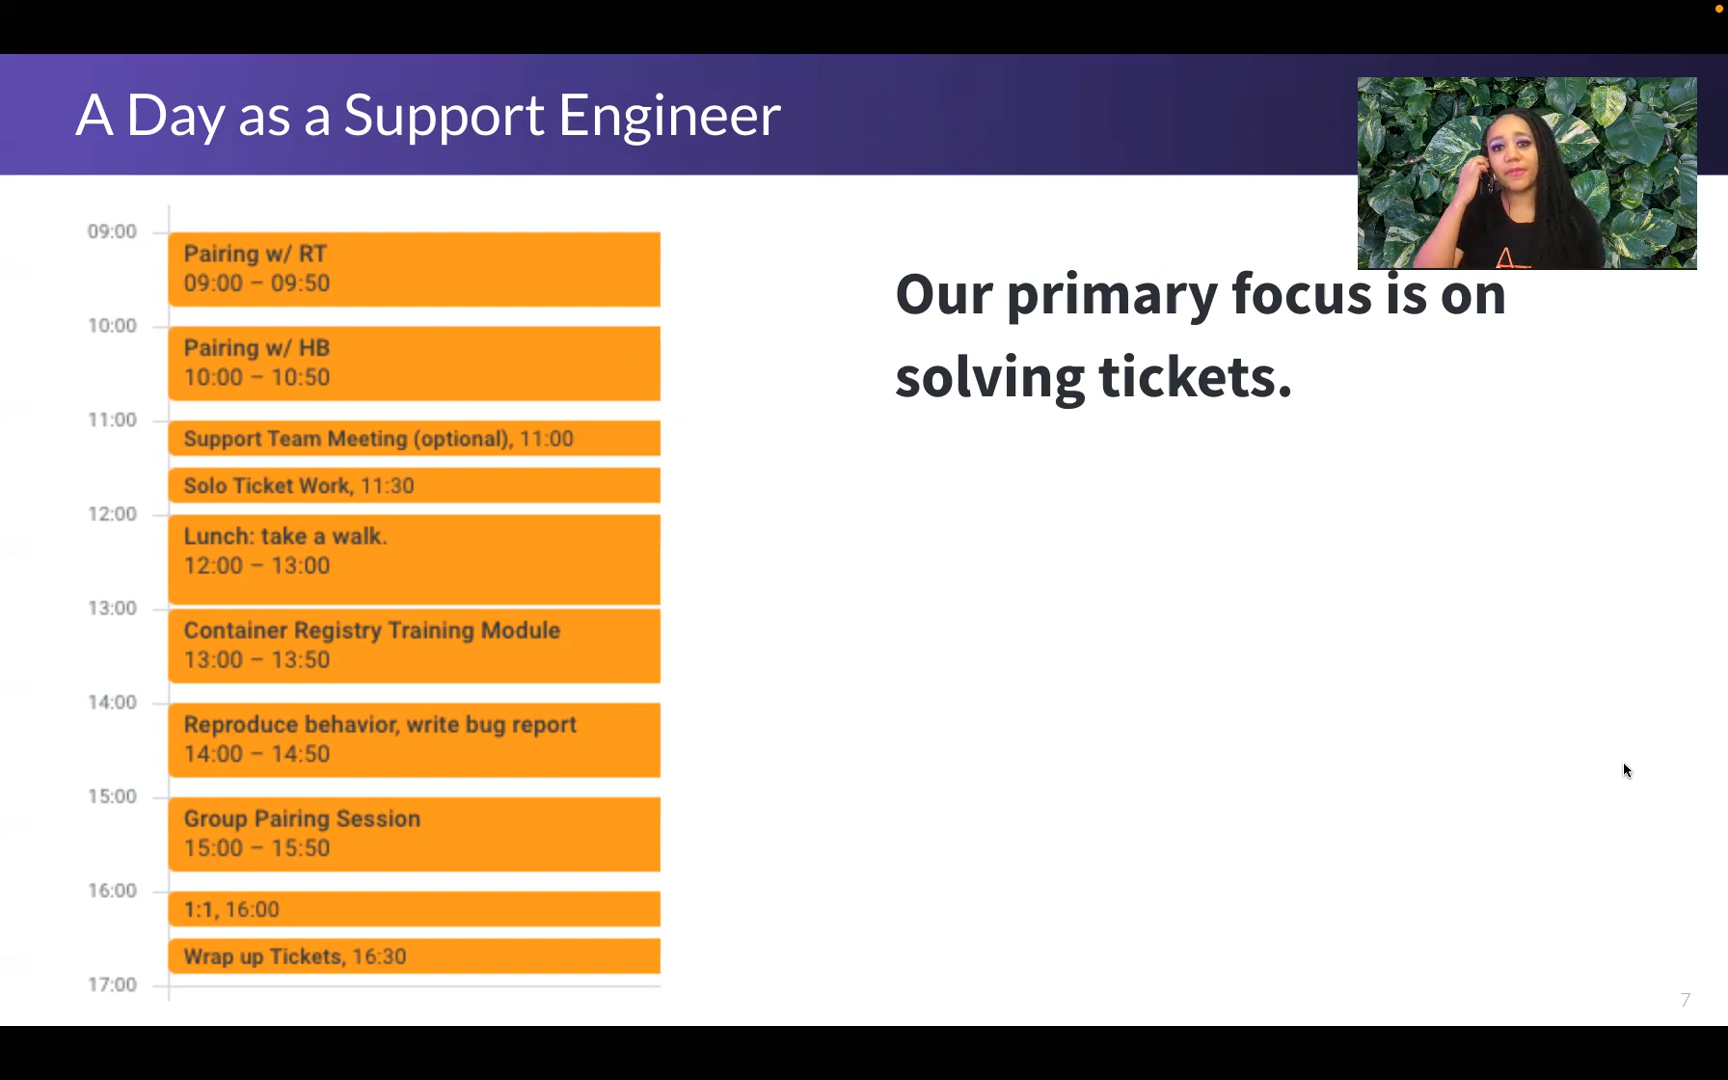 A Day as a Support Engineer
09:00
Pairing w/ RT
09:00 – 09:50
10:00
Pairing w/ HB
10:00 – 10:50
11:00
Support Team Meeting (optional), 11:00
Solo Ticket Work, 11:30
12:00
Lunch: take a walk.
12:00 – 13:00
13:00
Container Registry Training Module
13:00 – 13:50
14:00
Reproduce behavior, write bug report
14:00 – 14:50
15:00
Group Pairing Session
15:00 – 15:50
16:00
1:1, 16:00
Wrap up Tickets, 16:30
17:00
Our primary focus is on
solving tickets.
7